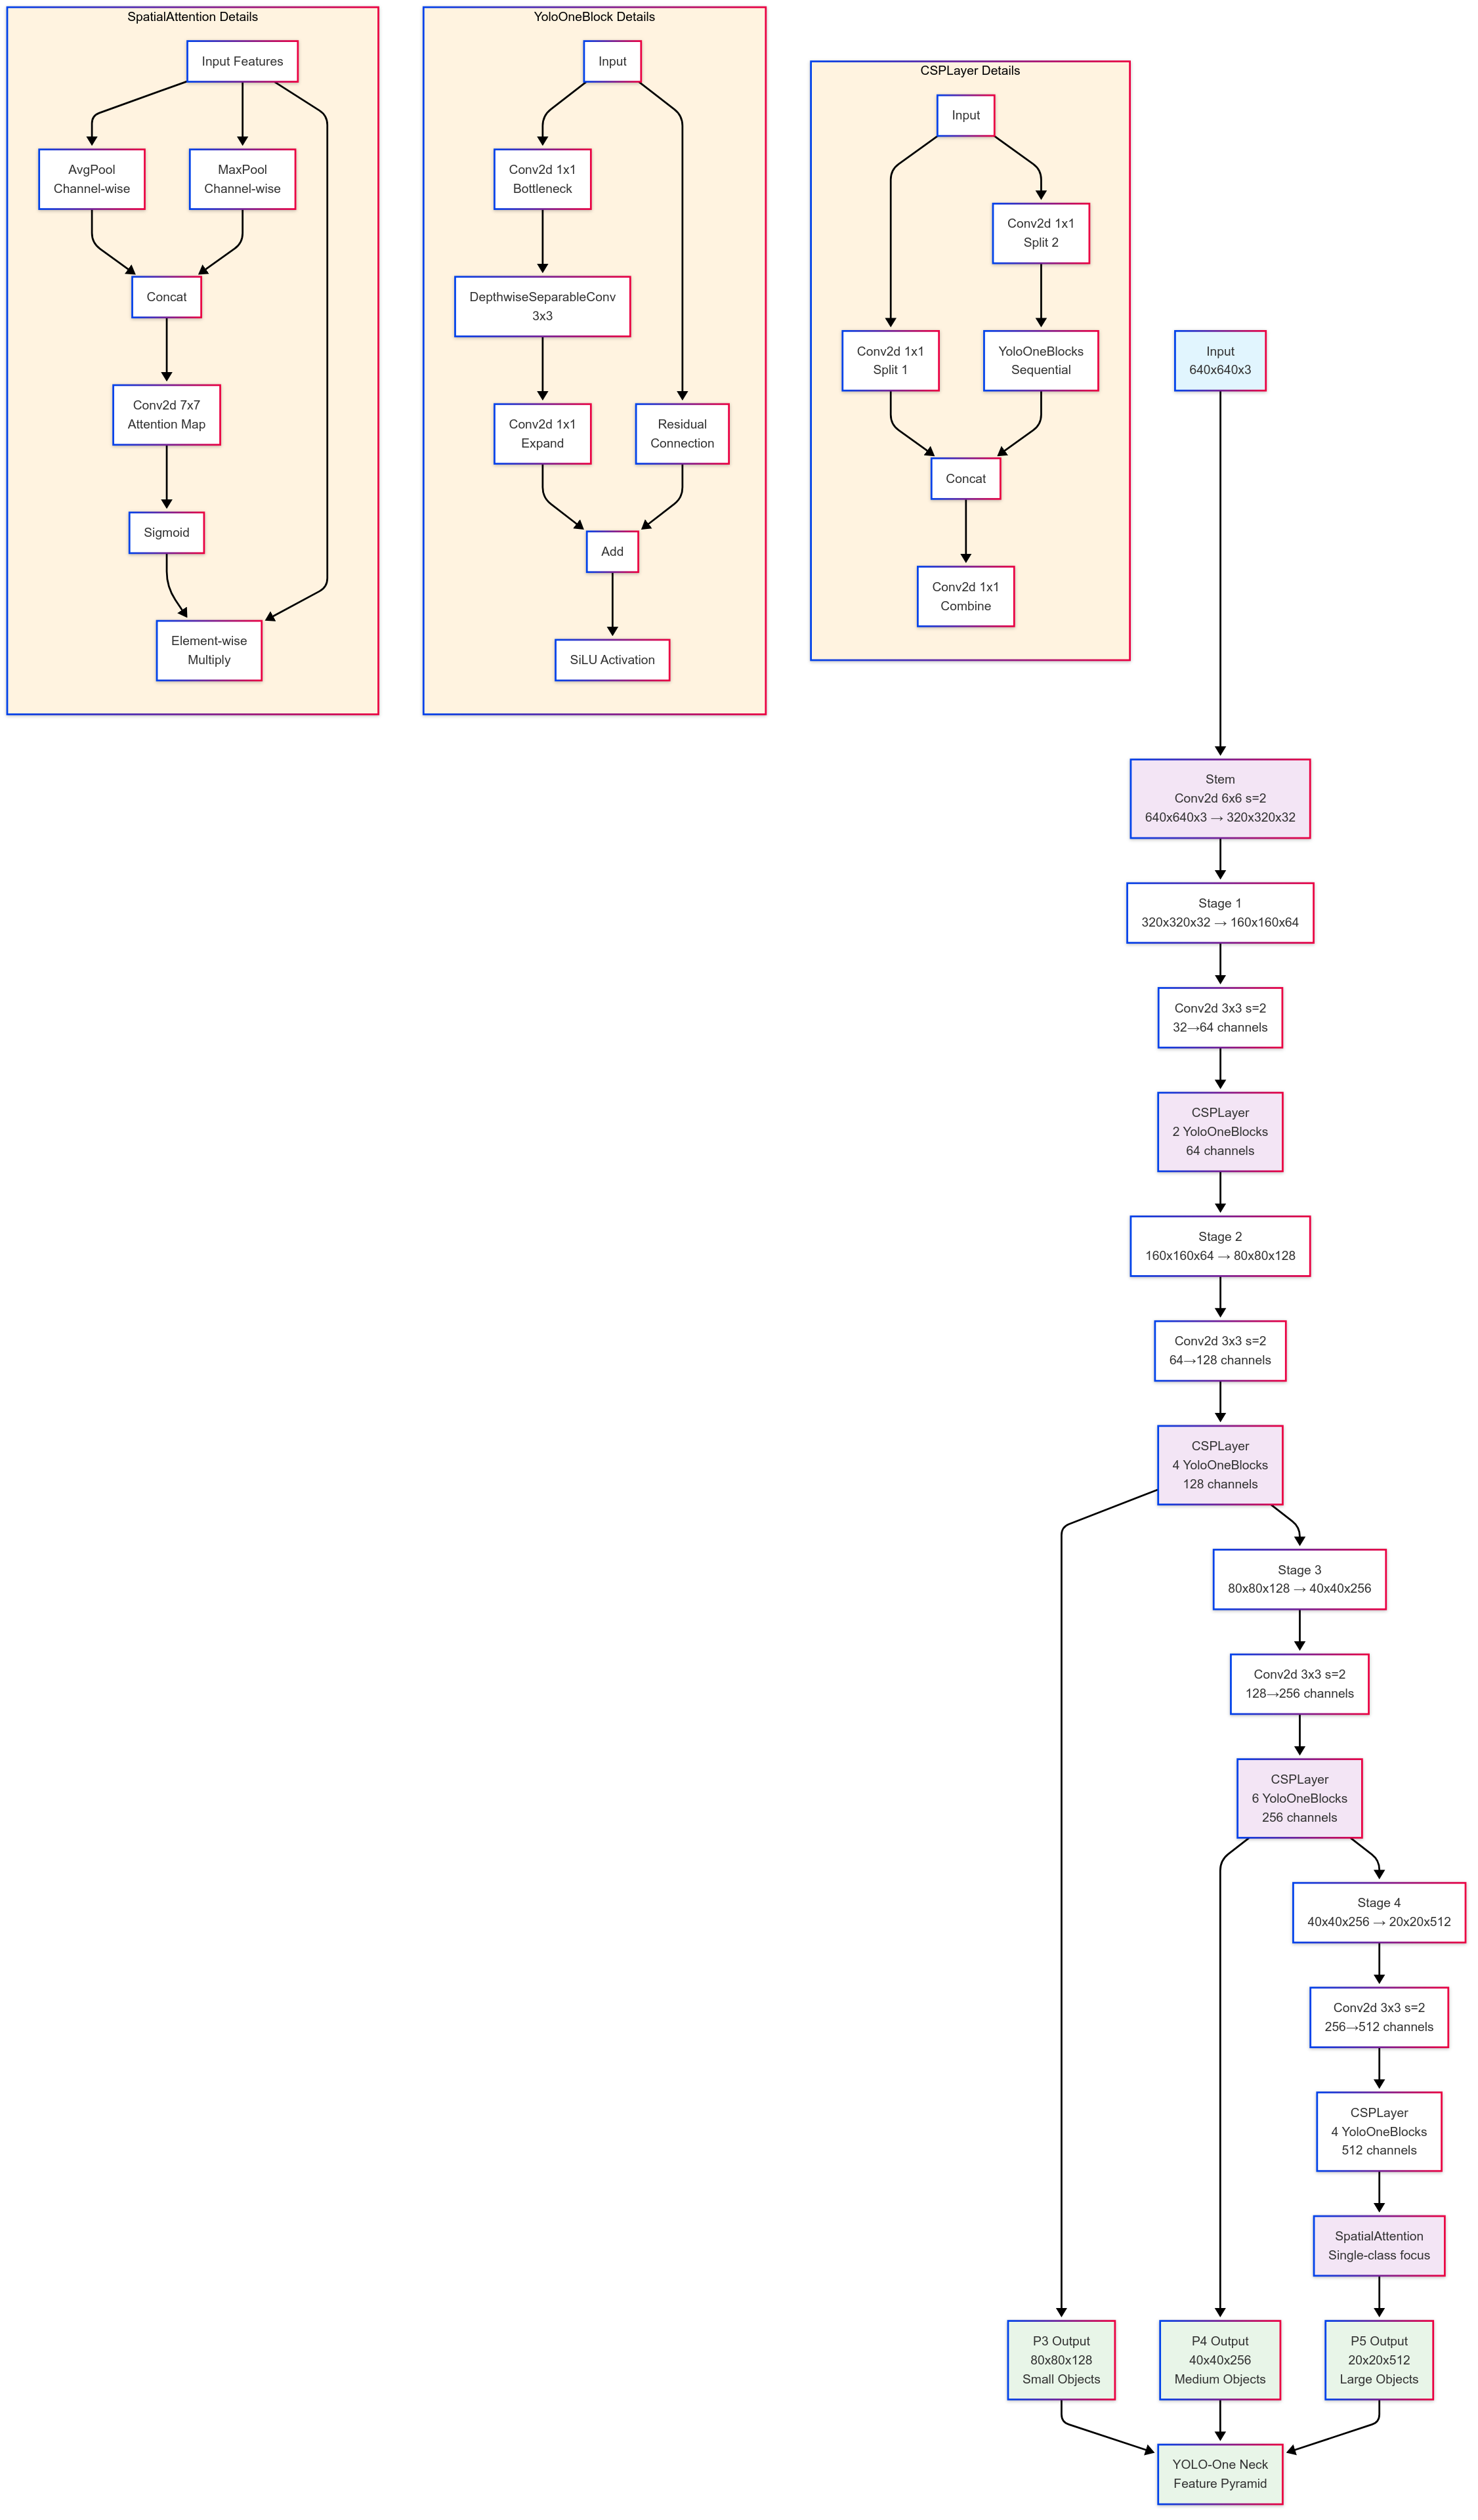 SpatialAttention Details
Input Features
AvgPool
Channel-wise
MaxPool
Channel-wise
Concat
Conv2d 7x7
Attention Map
Sigmoid
Element-wise
Multiply
YoloOneBlock Details
Input
Conv2d 1x1
Bottleneck
DepthwiseSeparableConv
3x3
Conv2d 1x1
Expand
Residual
Connection
Add
SiLU Activation
CSPLayer Details
Input
Conv2d 1x1
Split 2
Conv2d 1x1
Split 1
YoloOneBlocks
Sequential
Concat
Conv2d 1x1
Combine
Input
640x640x3
Stem
Conv2d 6x6 s=2
640x640x3 → 320x320x32
Stage 1
320x320x32 → 160x160x64
Conv2d 3x3 s=2
32→64 channels
CSPLayer
2 YoloOneBlocks
64 channels
Stage 2
160x160x64 → 80x80x128
Conv2d 3x3 s=2
64→128 channels
CSPLayer
4 YoloOneBlocks
128 channels
Stage 3
80x80x128 → 40x40x256
Conv2d 3x3 s=2
128→256 channels
CSPLayer
6 YoloOneBlocks
256 channels
Stage 4
40x40x256 → 20x20x512
Conv2d 3x3 s=2
256→512 channels
CSPLayer
4 YoloOneBlocks
512 channels
SpatialAttention
Single-class focus
P3 Output
80x80x128
Small Objects
P4 Output
40x40x256
Medium Objects
P5 Output
20x20x512
Large Objects
YOLO-One Neck
Feature Pyramid